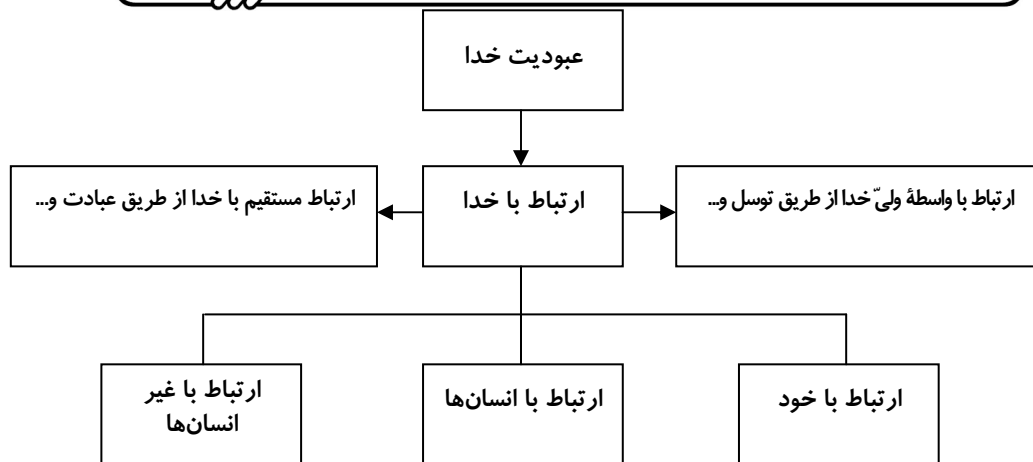 عبودیت خدا
ارتباط با واسطهٔ ولیّ خدا از طریق توسل و...
ارتباط با خدا
ارتباط مستقیم با خدا از طریق عبادت و...
ارتباط با خود
ارتباط با انسان‌ها
ارتباط با غیر
انسان‌ها